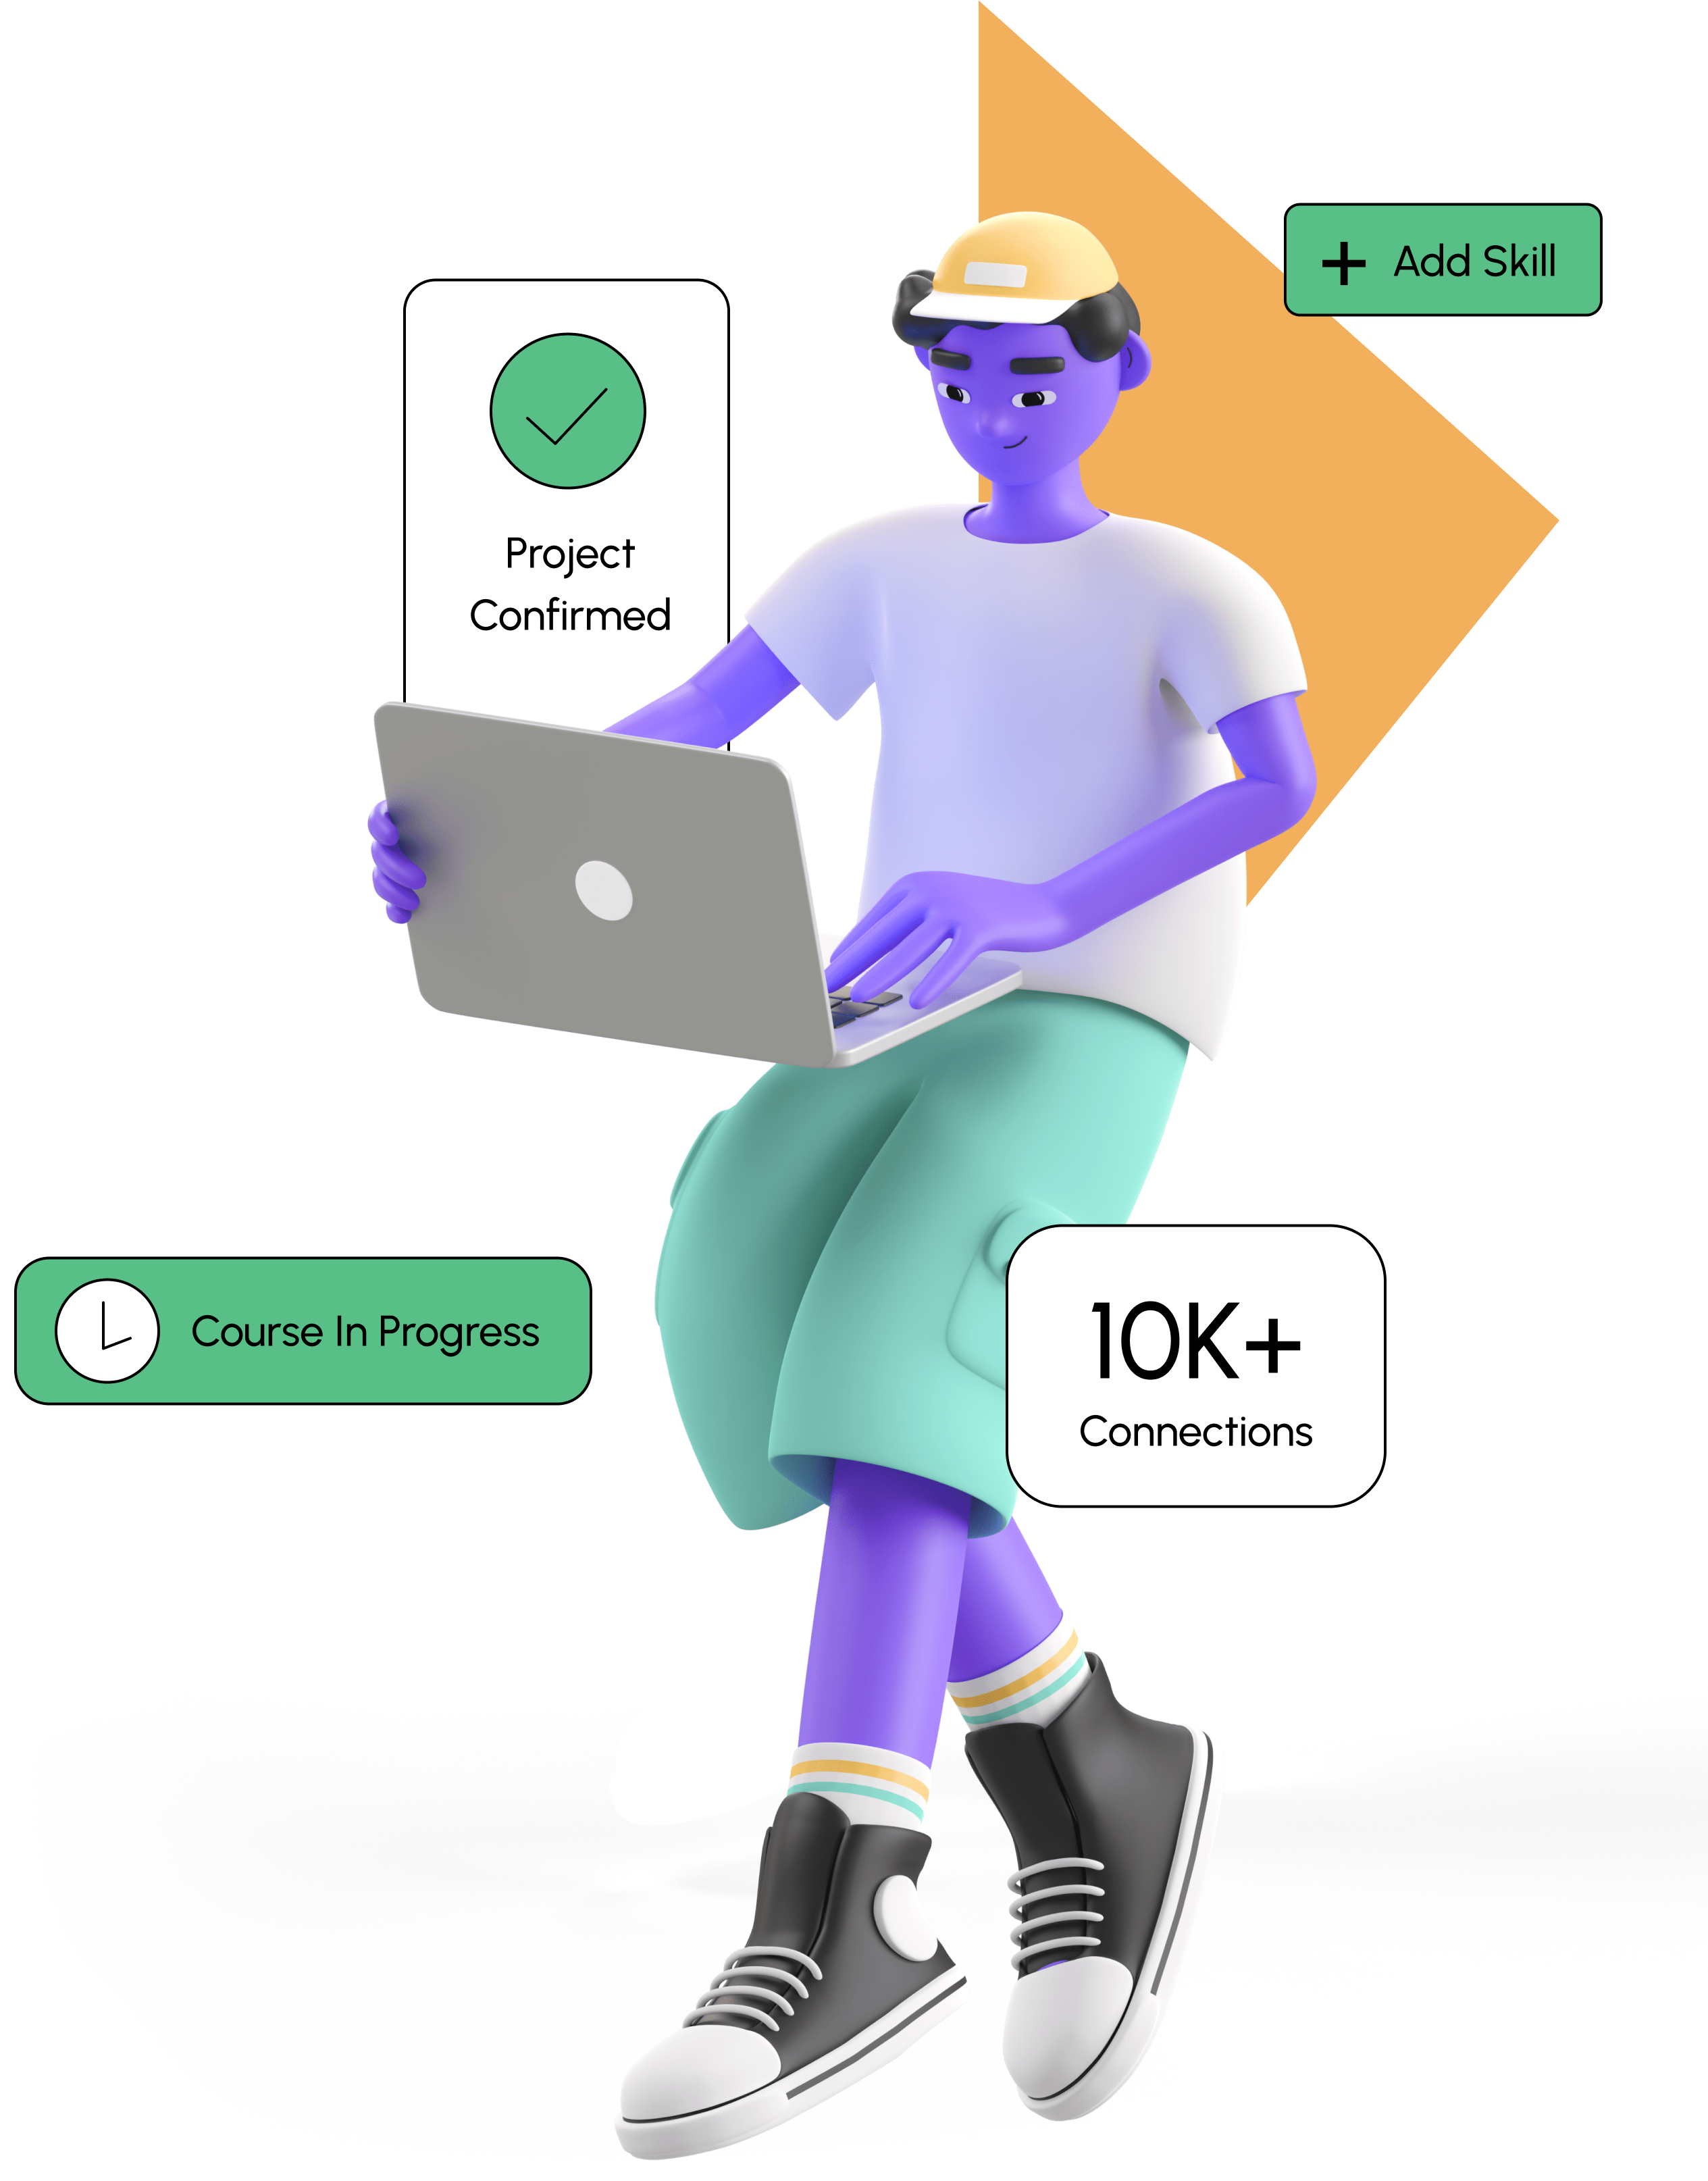 + Add Skill
Project
Confirmed
Course In Progress
10K+
Connections